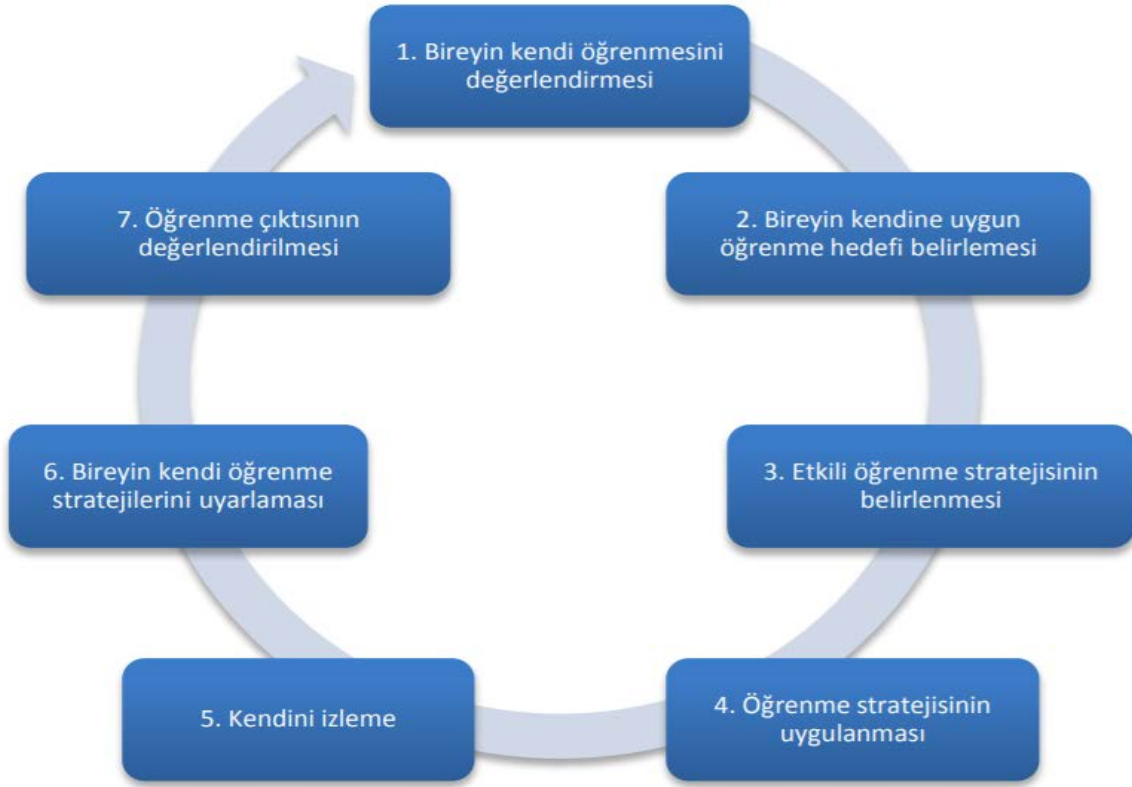 1. Bireyin kendi öğrenmesini
değerlendirmesi
2. Bireyin kendine uygun
öğrenme hedefi belirlemesi
3. Etkili öğrenme stratejisinin
belirlenmesi
4. Öğrenme stratejisinin
uygulanması
5. Kendini izleme
6. Bireyin kendi öğrenme
stratejilerini uyarlaması
7. Öğrenme çıktısının
değerlendirilmesi